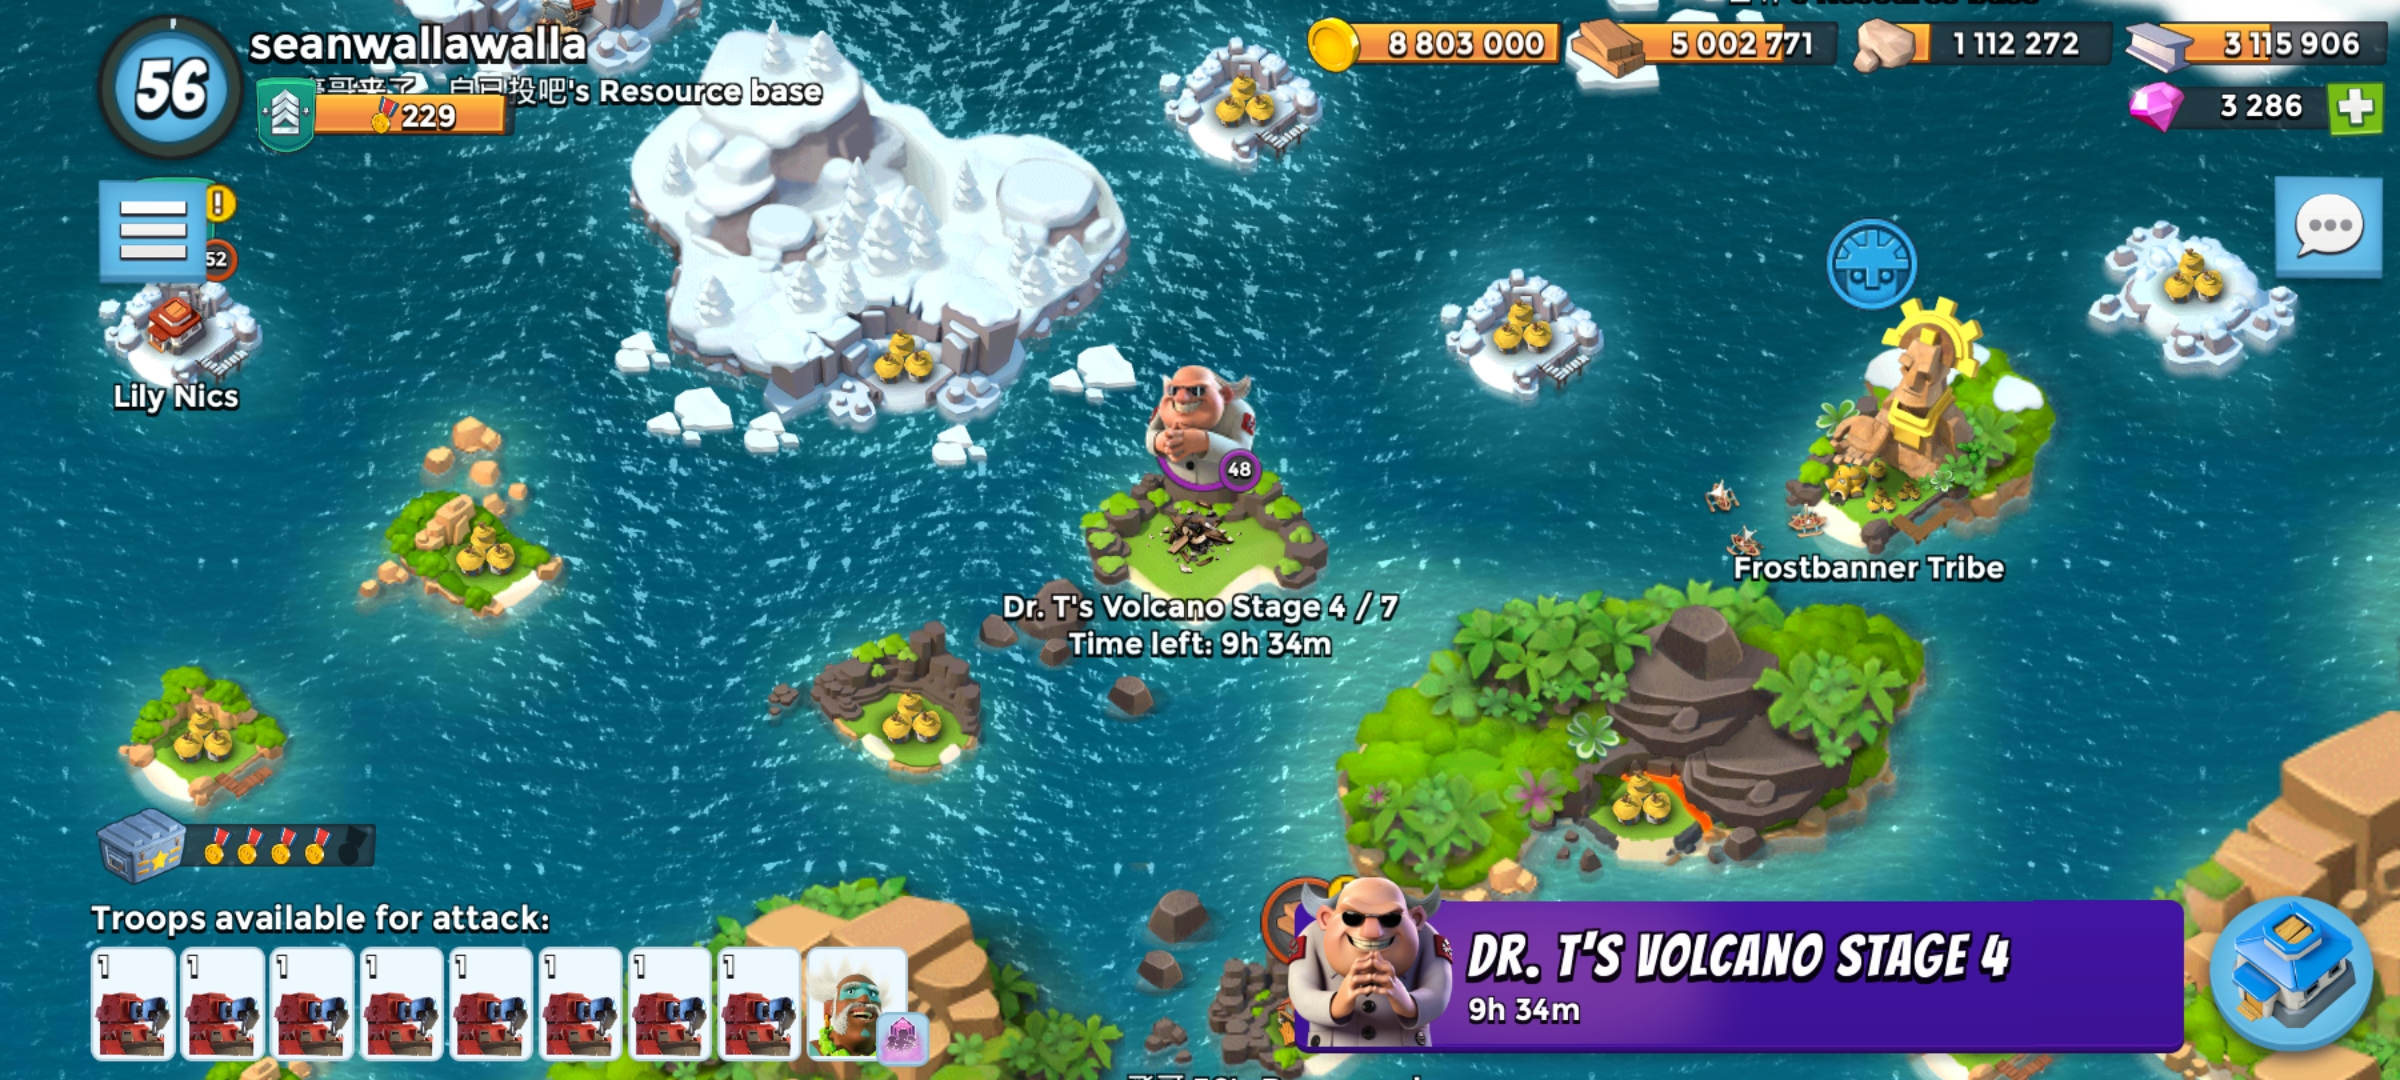 56
seanwallawalla
自己投吧's Resource base
229
8 803 000
5 002 771
1 112 272
3 115 906
3 286
!
52
Lily Nics
48
Dr. T's Volcano Stage 4 / 7
Time left: 9h 34m
Frostbanner Tribe
Troops available for attack:
1 1 1 1 1 1 1 1
DR. T'S VOLCANO STAGE 4
9h 34m